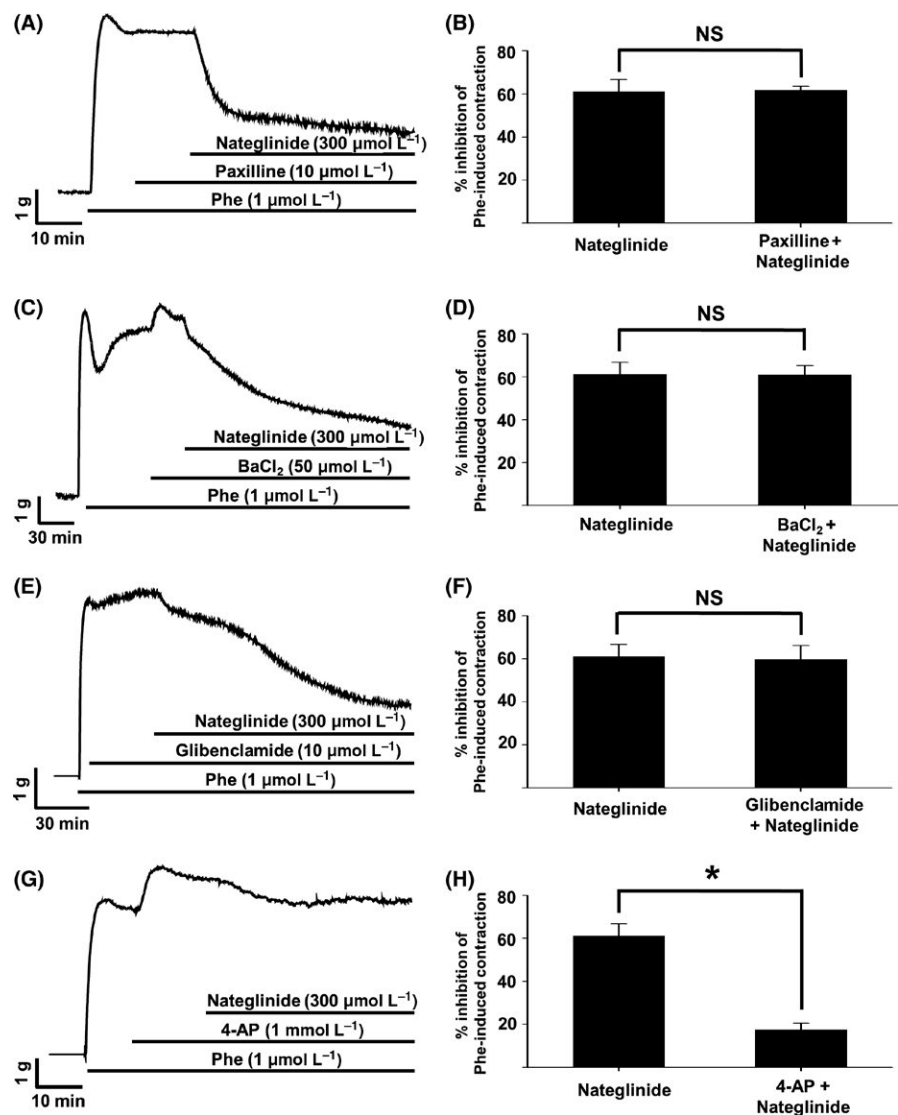 (A)
Nateglinide (300 µmol L⁻¹)
Paxilline (10 µmol L⁻¹)
Phe (1 µmol L⁻¹)
1 g
10 min
(B)
NS
% inhibition of
Phe-induced contraction
80
60
40
20
Nateglinide
Paxilline +
Nateglinide
(C)
Nateglinide (300 µmol L⁻¹)
BaCl₂ (50 µmol L⁻¹)
Phe (1 µmol L⁻¹)
1 g
30 min
(D)
NS
% inhibition of
Phe-induced contraction
80
60
40
20
Nateglinide
BaCl₂ +
Nateglinide
(E)
Nateglinide (300 µmol L⁻¹)
Glibenclamide (10 µmol L⁻¹)
Phe (1 µmol L⁻¹)
1 g
30 min
(F)
NS
% inhibition of
Phe-induced contraction
80
60
40
20
Nateglinide
Glibenclamide
+ Nateglinide
(G)
Nateglinide (300 µmol L⁻¹)
4-AP (1 mmol L⁻¹)
Phe (1 µmol L⁻¹)
1 g
10 min
(H)
*
% inhibition of
Phe-induced contraction
80
60
40
20
Nateglinide
4-AP +
Nateglinide